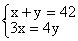 x + y = 42
3x = 4y